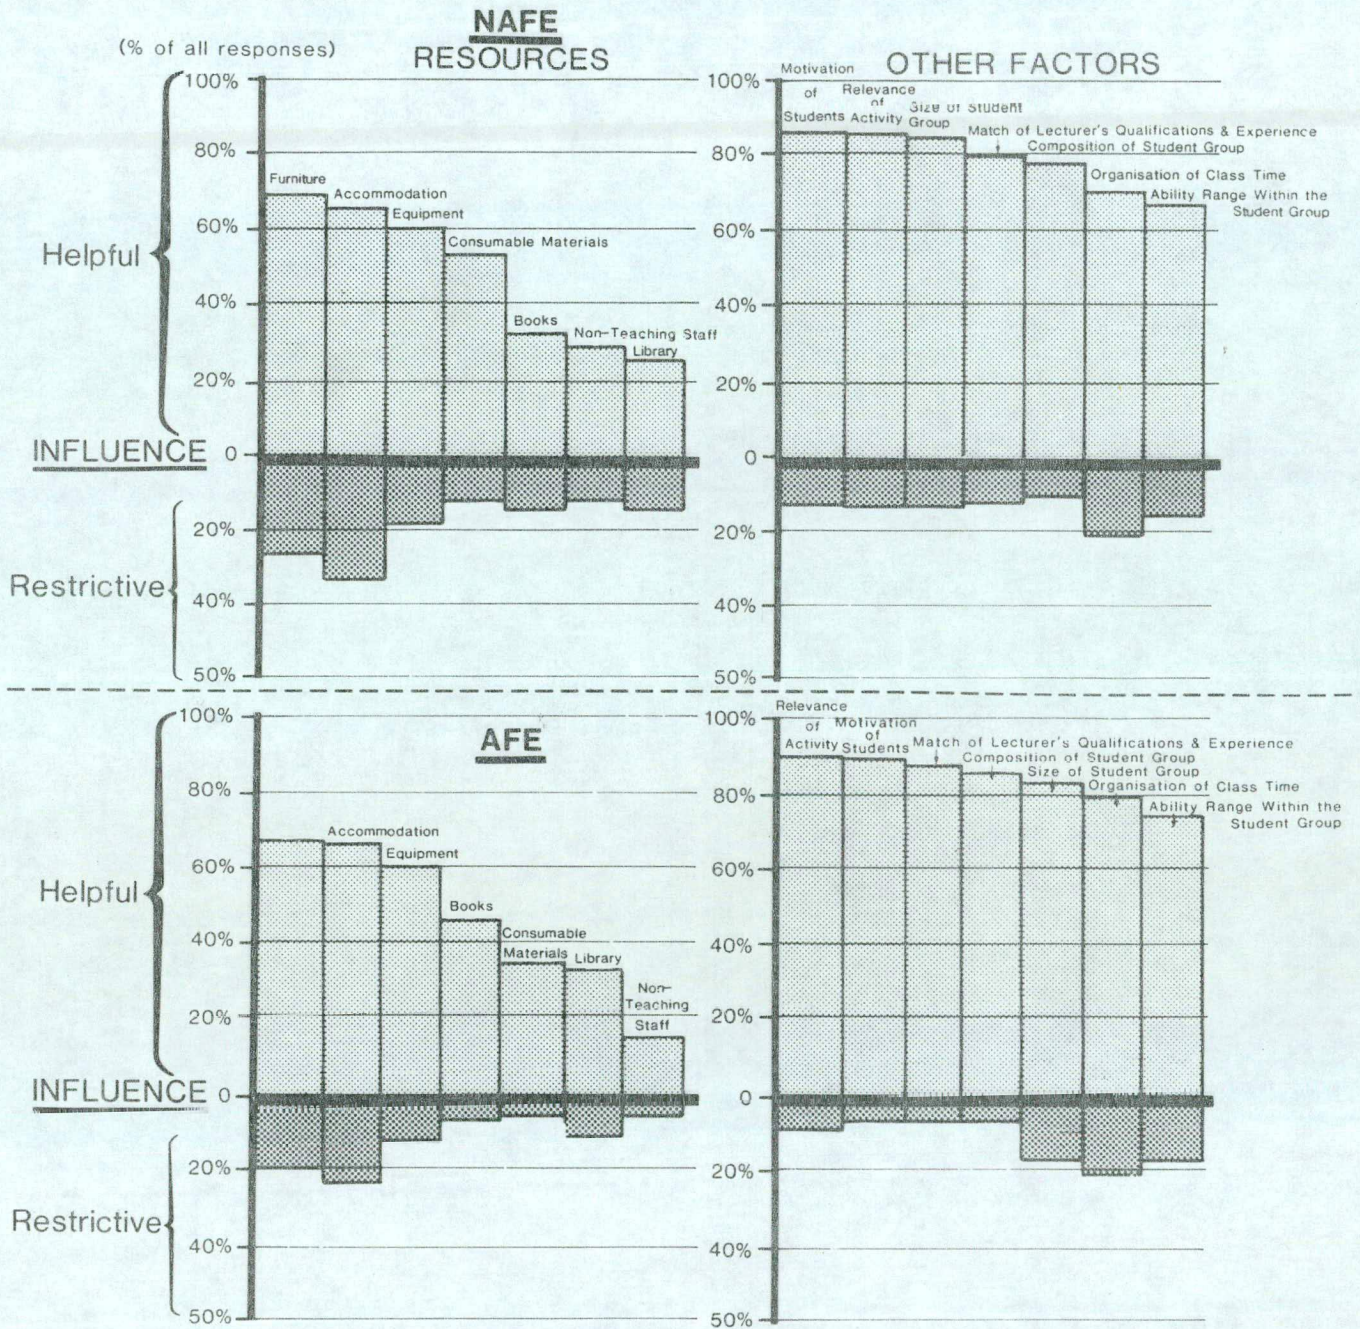 NAFE
(% of all responses)
RESOURCES
OTHER FACTORS
100%
80%
60%
40%
20%
0
20%
40%
50%
Helpful
INFLUENCE
Restrictive
Furniture
Accommodation
Equipment
Consumable Materials
Books
Non-Teaching Staff
Library
100%
80%
60%
40%
20%
0
20%
40%
50%
Motivation
of
Students
Relevance
of
Activity
Size of Student
Group
Match of Lecturer's Qualifications & Experience
Composition of Student Group
Organisation of Class Time
Ability Range Within the
Student Group
AFE
100%
80%
60%
40%
20%
0
20%
40%
50%
Helpful
INFLUENCE
Restrictive
Accommodation
Equipment
Books
Consumable
Materials
Library
Non-
Teaching
Staff
100%
80%
60%
40%
20%
0
20%
40%
50%
Relevance
of
Activity
Motivation
of
Students
Match of Lecturer's Qualifications & Experience
Composition of Student Group
Size of Student Group
Organisation of Class Time
Ability Range Within the
Student Group